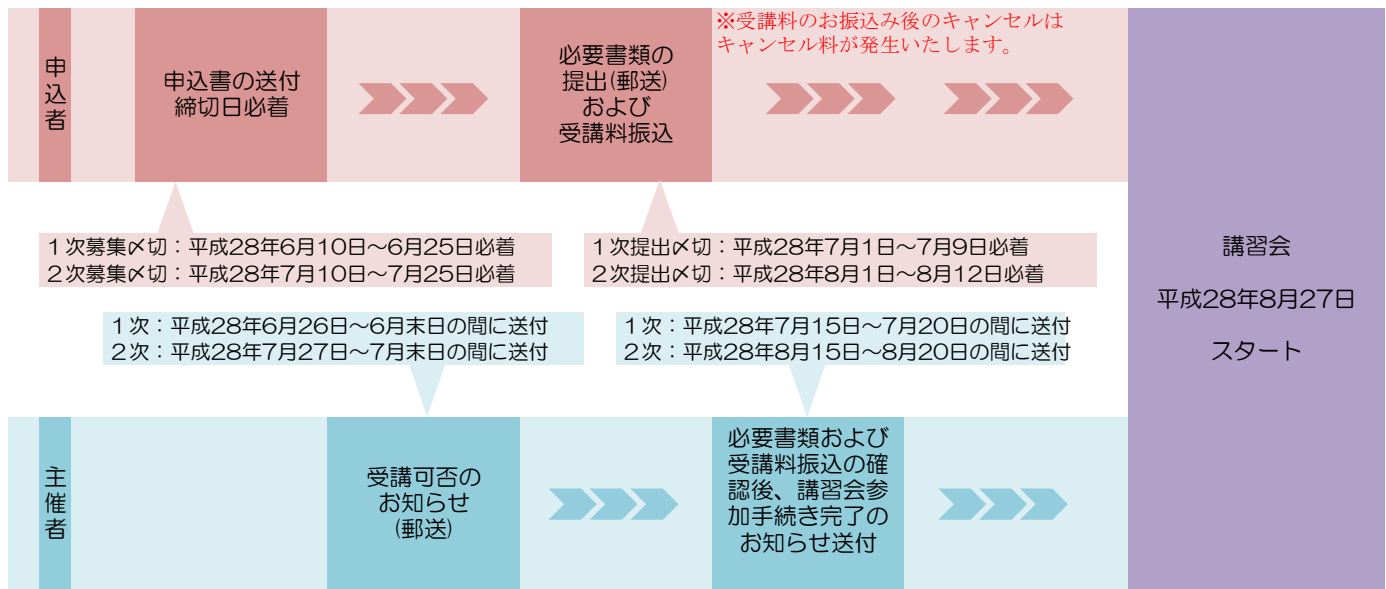 申込者
申込書の送付
締切日必着
必要書類の
提出(郵送)
および
受講料振込
※受講料のお振込み後のキャンセルは
キャンセル料が発生いたします。
1次募集〆切：平成28年6月10日～6月25日必着
2次募集〆切：平成28年7月10日～7月25日必着
1次提出〆切：平成28年7月1日～7月9日必着
2次提出〆切：平成28年8月1日～8月12日必着
1次：平成28年6月26日～6月末日の間に送付
2次：平成28年7月27日～7月末日の間に送付
1次：平成28年7月15日～7月20日の間に送付
2次：平成28年8月15日～8月20日の間に送付
主催者
受講可否の
お知らせ
(郵送)
必要書類および
受講料振込の確
認後、講習会参
加手続き完了の
お知らせ送付
講習会
平成28年8月27日
スタート